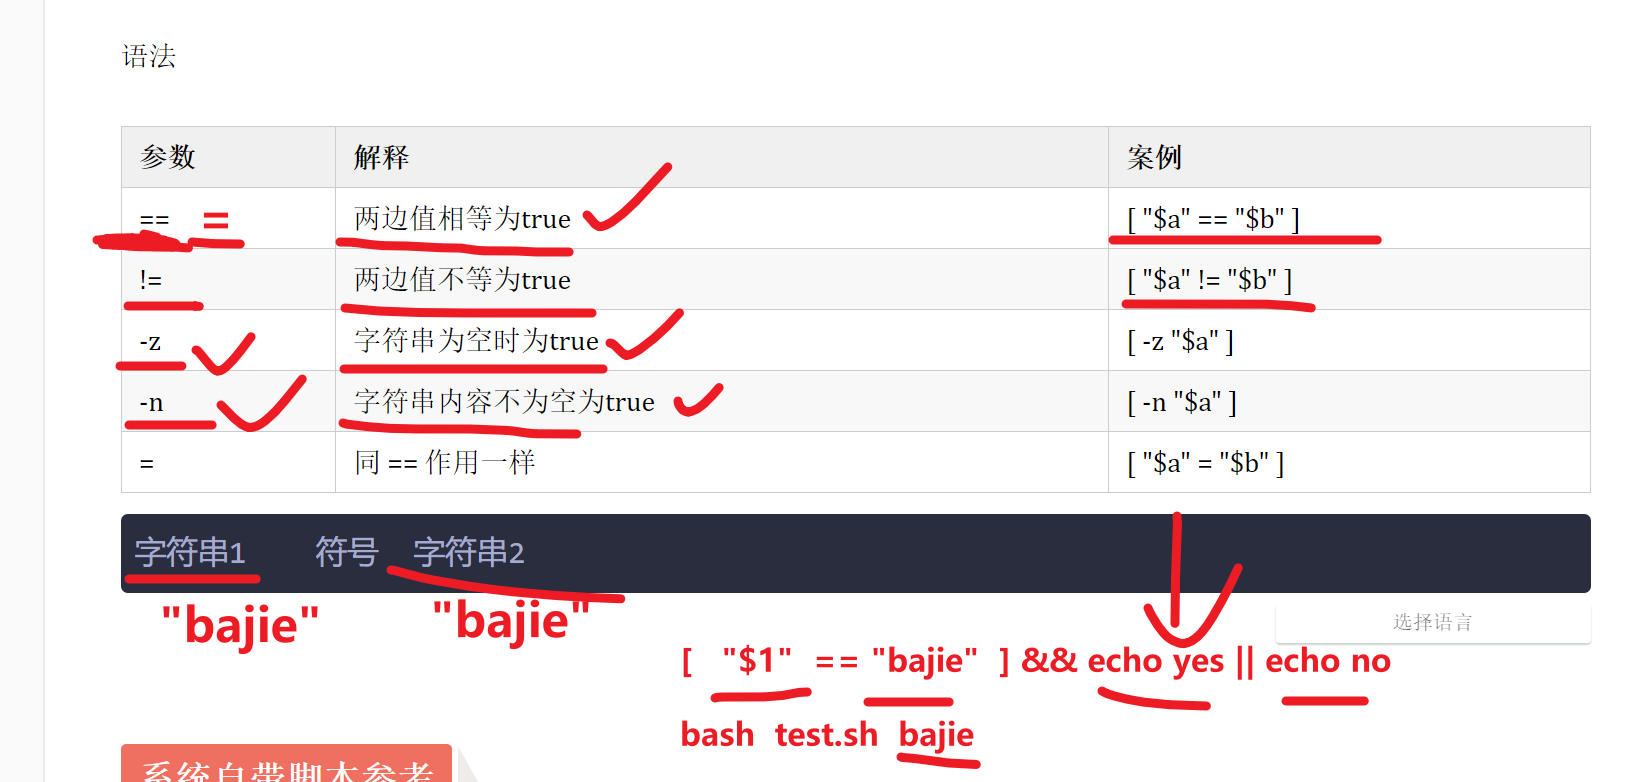 语法
参数 解释 案例
== = 两边值相等为true [ "$a" == "$b" ]
!= 两边值不等为true [ "$a" != "$b" ]
-z 字符串为空时为true [ -z "$a" ]
-n 字符串内容不为空为true [ -n "$a" ]
= 同 == 作用一样 [ "$a" = "$b" ]
字符串1 符号 字符串2
"bajie" "bajie"
选择语言
[ "$1" == "bajie" ] && echo yes || echo no
bash test.sh bajie
系统自带脚本参考